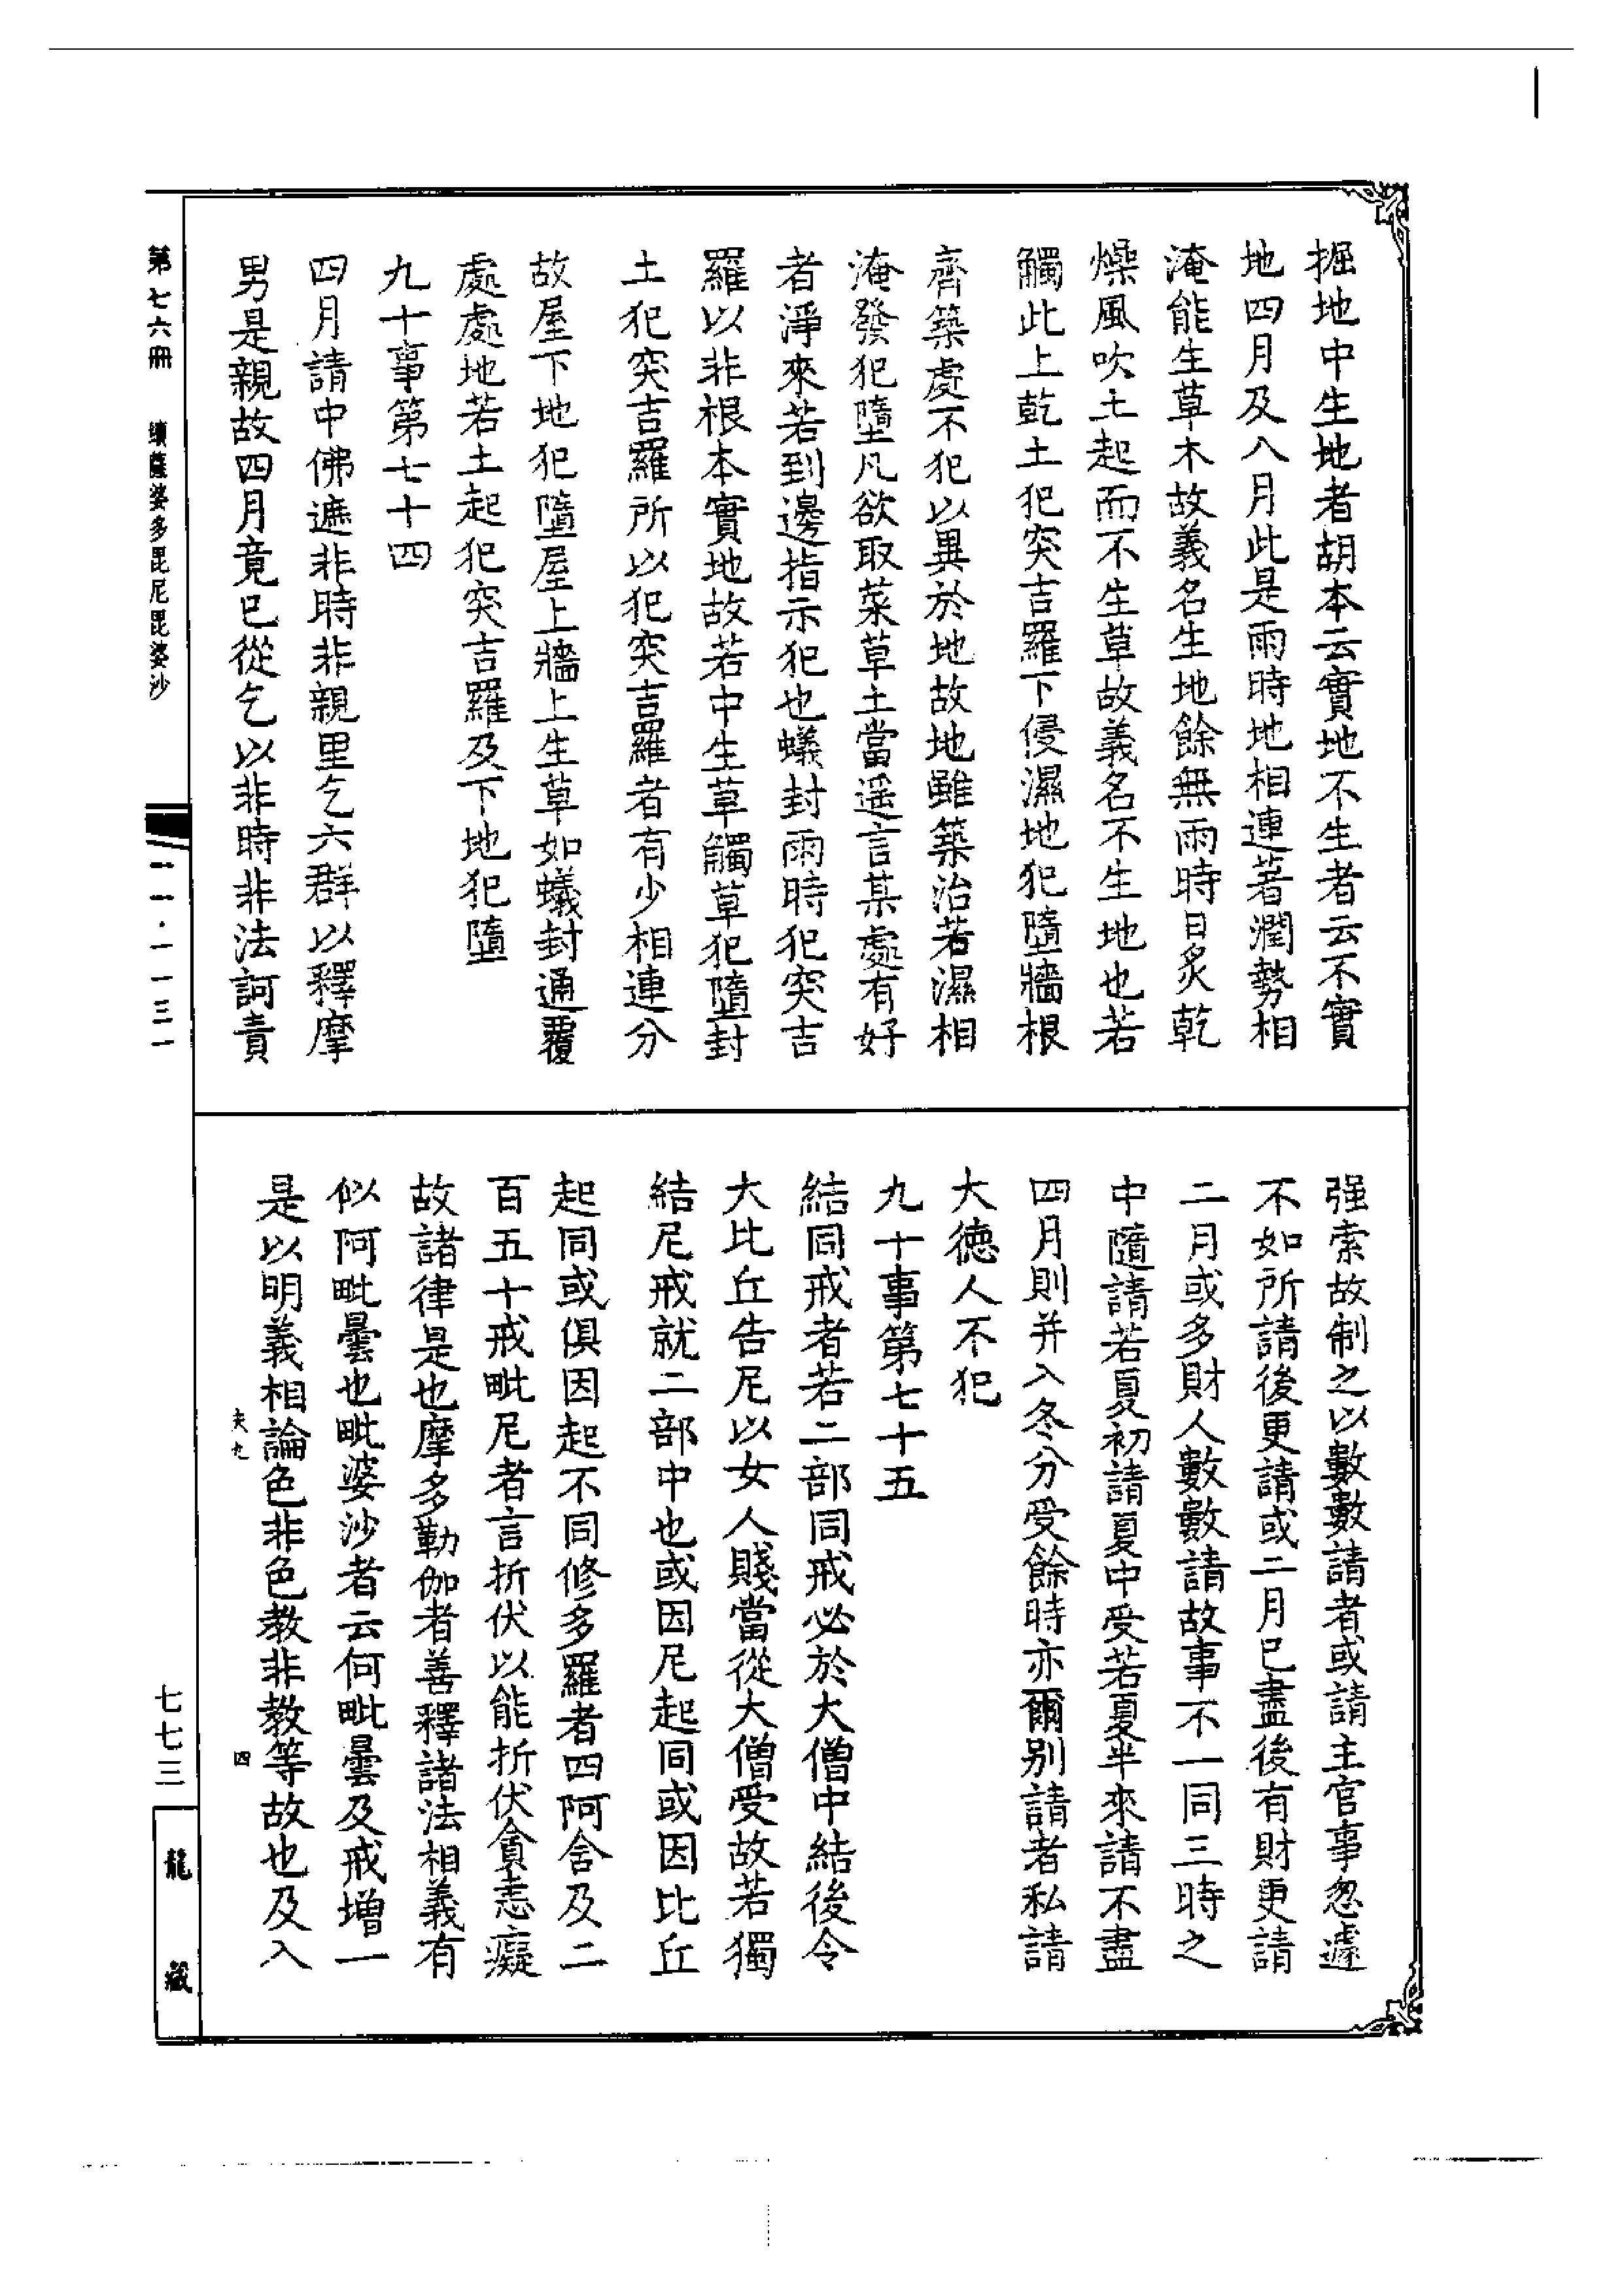 掘地中生地者胡本云實地不生者云不實
地四月及八月此是雨時地相連著潤勢相
淹能生草木故義名生地餘無雨時日炙乾
燥風吹土起而不生草故義名不生地也若
觸此上乾土犯突吉羅下侵濕地犯墮牆根
齊築處不犯以異於地故地雖築治若濕相
淹發犯墮凡欲取菜草土當遥言某處有好
者淨來若到邊指示犯也蟻封雨時犯突吉
羅以非根本實地故若中生草觸草犯墮封
土犯突吉羅所以犯突吉羅者有少相連分
故屋下地犯墮屋上牆上生草如蟻封通覆
處處地若土起犯突吉羅及下地犯墮
九十事第七十四
四月請中佛遮非時非親里乞六群以釋摩
男是親故四月竟已從乞以非時非法訶責
强索故制之以數數請者或請主官事怱遽
不如所請後更請或二月已盡後有財更請
二月或多財人數數請故事不一同三時之
中隨請若夏初請夏中受若夏半來請不盡
四月則并入冬分受餘時亦爾別請者私請
大德人不犯
九十事第七十五
結同戒者若二部同戒必於大僧中結後令
大比丘告尼以女人賤當從大僧受故若獨
結尼戒就二部中也或因尼起同或因比丘
起同或俱因起不同修多羅者四阿含及二
百五十戒毗尼者言折伏以能折伏貪恚癡
故諸律是也摩多勒伽者善釋諸法相義有
似阿毗曇也毗婆沙者云何毗曇及戒增一
是以明義相論色非色教非教等故也及入
夫九
四
第七六冊
續薩婆多毘尼毘婆沙
一一·一一三一
七七三
龍藏